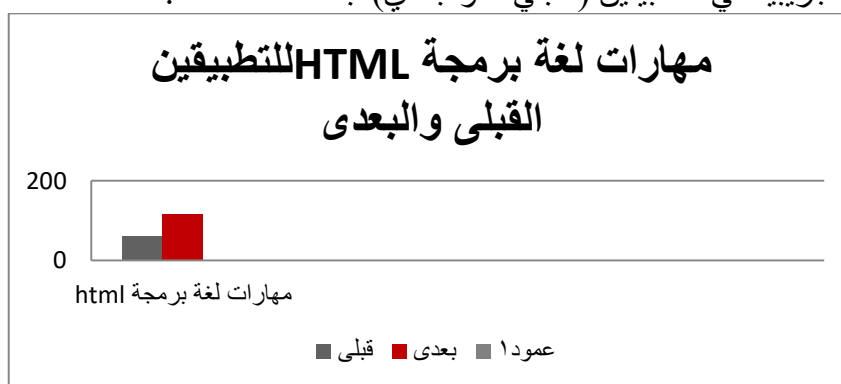 مهارات لغة برمجة HTMLللتطبيقين
القبلى والبعدى
200
0
مهارات لغة برمجة html
قبلى بعدى عمود١